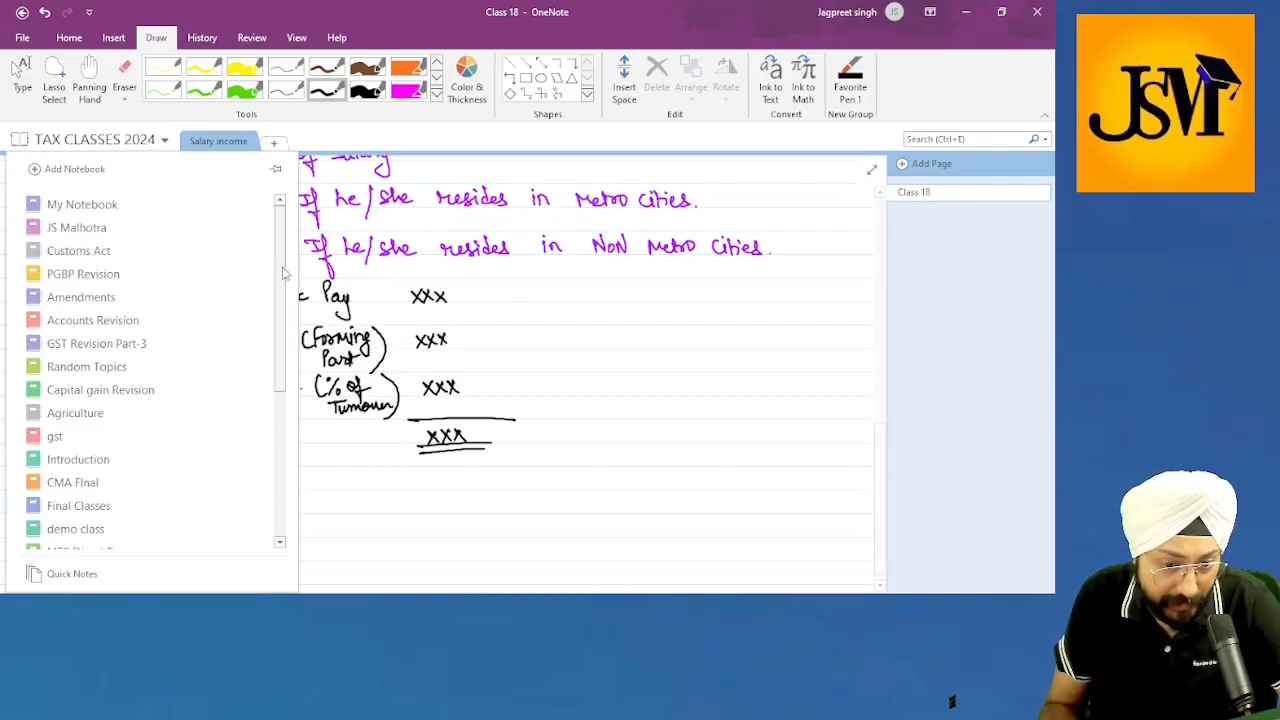 Class 18 - OneNote
Jagpreet singh JS
File Home Insert Draw History Review View Help
Type Lasso Select Panning Hand Eraser
Color & Thickness
Insert Space Delete Arrange Rotate
Ink to Text Ink to Math
Favorite Pen 1
Tools Shapes Edit Convert New Group
TAX CLASSES 2024 Salary income +
Search (Ctrl+E)
Add Notebook
My Notebook
JS Malhotra
Customs Act
PGBP Revision
Amendments
Accounts Revision
GST Revision Part-3
Random Topics
Capital gain Revision
Agriculture
gst
Introduction
CMA FInal
Final Classes
demo class
Quick Notes
of Salary
If he/she resides in Metro Cities.
If he/she resides in NON Metro Cities.
Pay xxx
(Forming Part) xxx
(% of Turnover) xxx
xxx
Add Page
Class 18
JSM